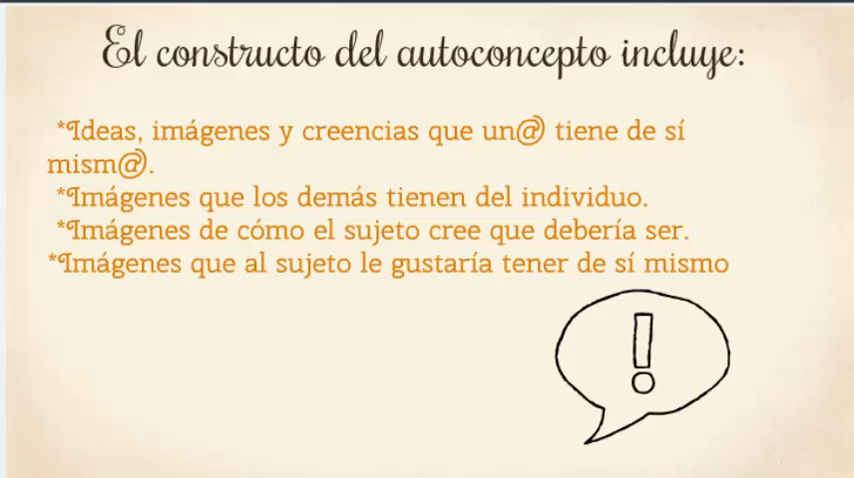 El constructo del autoconcepto incluye:
*Ideas, imágenes y creencias que un@ tiene de sí
mism@.
*Imágenes que los demás tienen del individuo.
*Imágenes de cómo el sujeto cree que debería ser.
*Imágenes que al sujeto le gustaría tener de sí mismo
!